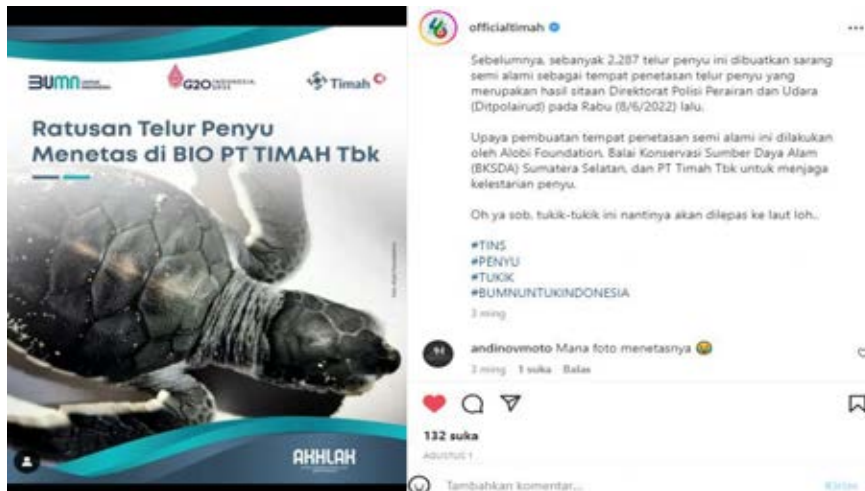 BUMN
G20 INDONESIA 2022
Timah
Ratusan Telur Penyu
Menetas di BIO PT TIMAH Tbk
AKHLAK
officialtimah
Sebelumnya, sebanyak 2.287 telur penyu ini dibuatkan sarang
semi alami sebagai tempat penetasan telur penyu yang
merupakan hasil sitaan Direktorat Polisi Perairan dan Udara
(Ditpolairud) pada Rabu (8/6/2022) lalu.
Upaya pembuatan tempat penetasan semi alami ini dilakukan
oleh Alobi Foundation, Balai Konservasi Sumber Daya Alam
(BKSDA) Sumatera Selatan, dan PT Timah Tbk untuk menjaga
kelestarian penyu.
Oh ya sob, tukik-tukik ini nantinya akan dilepas ke laut loh..
#TINS
#PENYU
#TUKIK
#BUMNUNTUKINDONESIA
3 ming
andinovmoto Mana foto menetasnya 😭
3 ming 1 suka Balas
132 suka
AGUSTUS 1
Tambahkan komentar...
Kirim